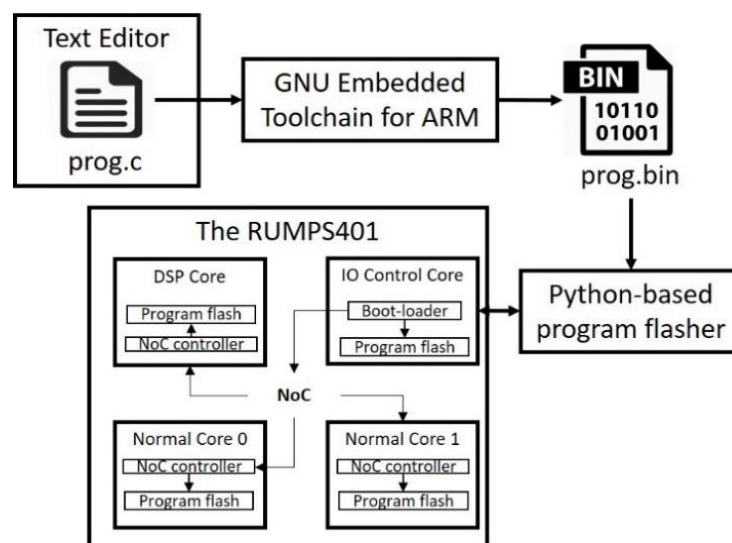 Text Editor
prog.c
GNU Embedded
Toolchain for ARM
BIN
10110
01001
prog.bin
The RUMPS401
DSP Core
Program flash
NoC controller
IO Control Core
Boot-loader
Program flash
Python-based
program flasher
NoC
Normal Core 0
NoC controller
Program flash
Normal Core 1
NoC controller
Program flash